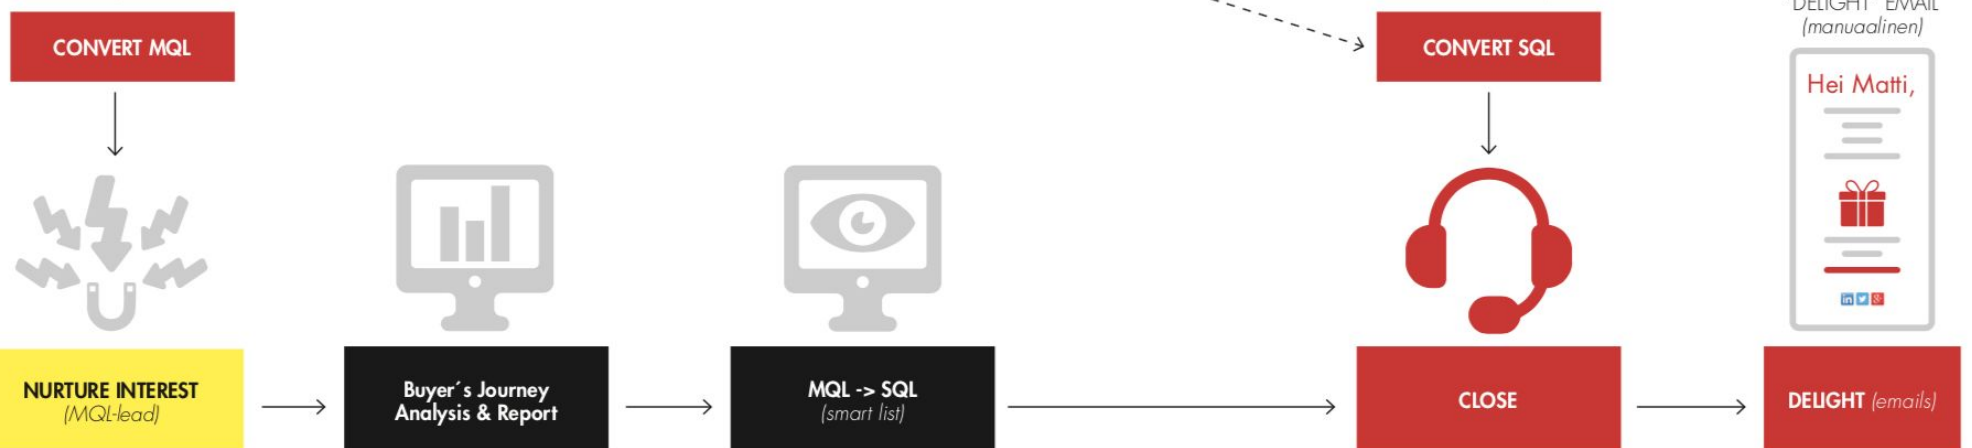 CONVERT MQL
CONVERT SQL
DELIGHT EMAIL
(manuaalinen)
Hei Matti,
in
NURTURE INTEREST
(MQL-lead)
Buyer´s Journey
Analysis & Report
MQL -> SQL
(smart list)
CLOSE
DELIGHT (emails)